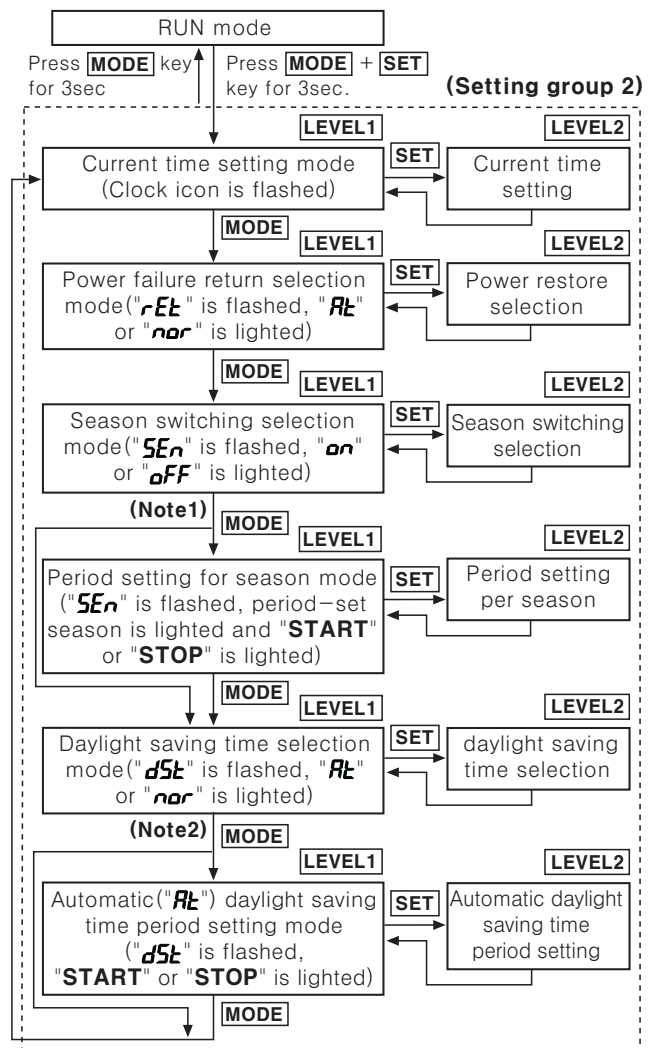 RUN mode
Press MODE key
for 3sec
Press MODE + SET
key for 3sec.
(Setting group 2)
LEVEL1
Current time setting mode
(Clock icon is flashed)
SET
LEVEL2
Current time
setting
MODE
LEVEL1
Power failure return selection
mode("rEt" is flashed, "At"
or "nor" is lighted)
SET
LEVEL2
Power restore
selection
MODE
LEVEL1
Season switching selection
mode("SEn" is flashed, "on"
or "oFF" is lighted)
SET
LEVEL2
Season switching
selection
(Note1)
MODE
LEVEL1
Period setting for season mode
("SEn" is flashed, period-set
season is lighted and "START"
or "STOP" is lighted)
SET
LEVEL2
Period setting
per season
MODE
LEVEL1
Daylight saving time selection
mode("dSt" is flashed, "At"
or "nor" is lighted)
SET
LEVEL2
daylight saving
time selection
(Note2)
MODE
LEVEL1
Automatic("At") daylight saving
time period setting mode
("dSt" is flashed,
"START" or "STOP" is lighted)
SET
LEVEL2
Automatic daylight
saving time
period setting
MODE